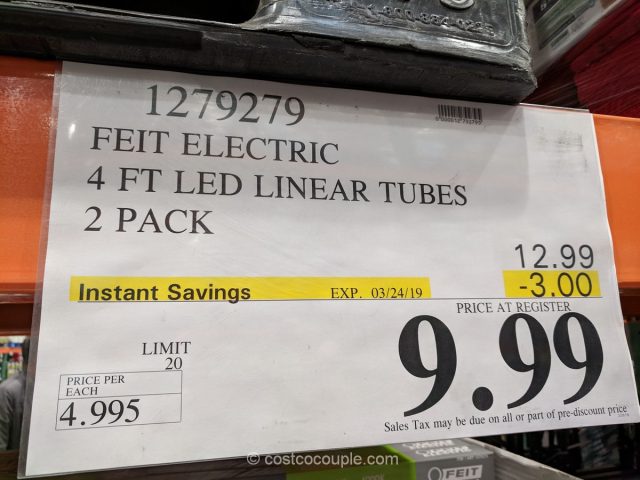 1279279
FEIT ELECTRIC
4 FT LED LINEAR TUBES
2 PACK
12.99
Instant Savings EXP. 03/24/19 -3.00
PRICE AT REGISTER
9.99
LIMIT
20
PRICE PER
EACH
4.995
Sales Tax may be due on all or part of pre-discount price
costcocouple.com
FEIT